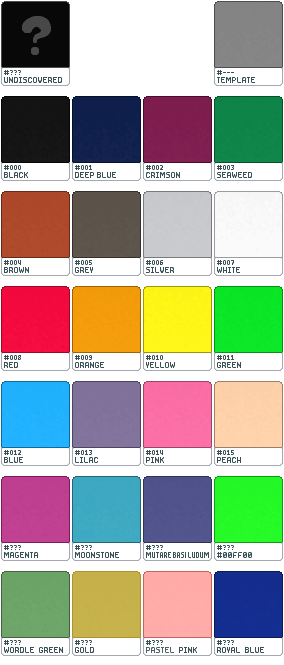 ?
#???
UNDISCOVERED
#---
TEMPLATE
#000
BLACK
#001
DEEP BLUE
#002
CRIMSON
#003
SEAWEED
#004
BROWN
#005
GREY
#006
SILVER
#007
WHITE
#008
RED
#009
ORANGE
#010
YELLOW
#011
GREEN
#012
BLUE
#013
LILAC
#014
PINK
#015
PEACH
#???
MAGENTA
#???
MOONSTONE
#???
MUTAREBASILUDUM
#???
#00FF00
#???
WORDLE GREEN
#???
GOLD
#???
PASTEL PINK
#???
ROYAL BLUE